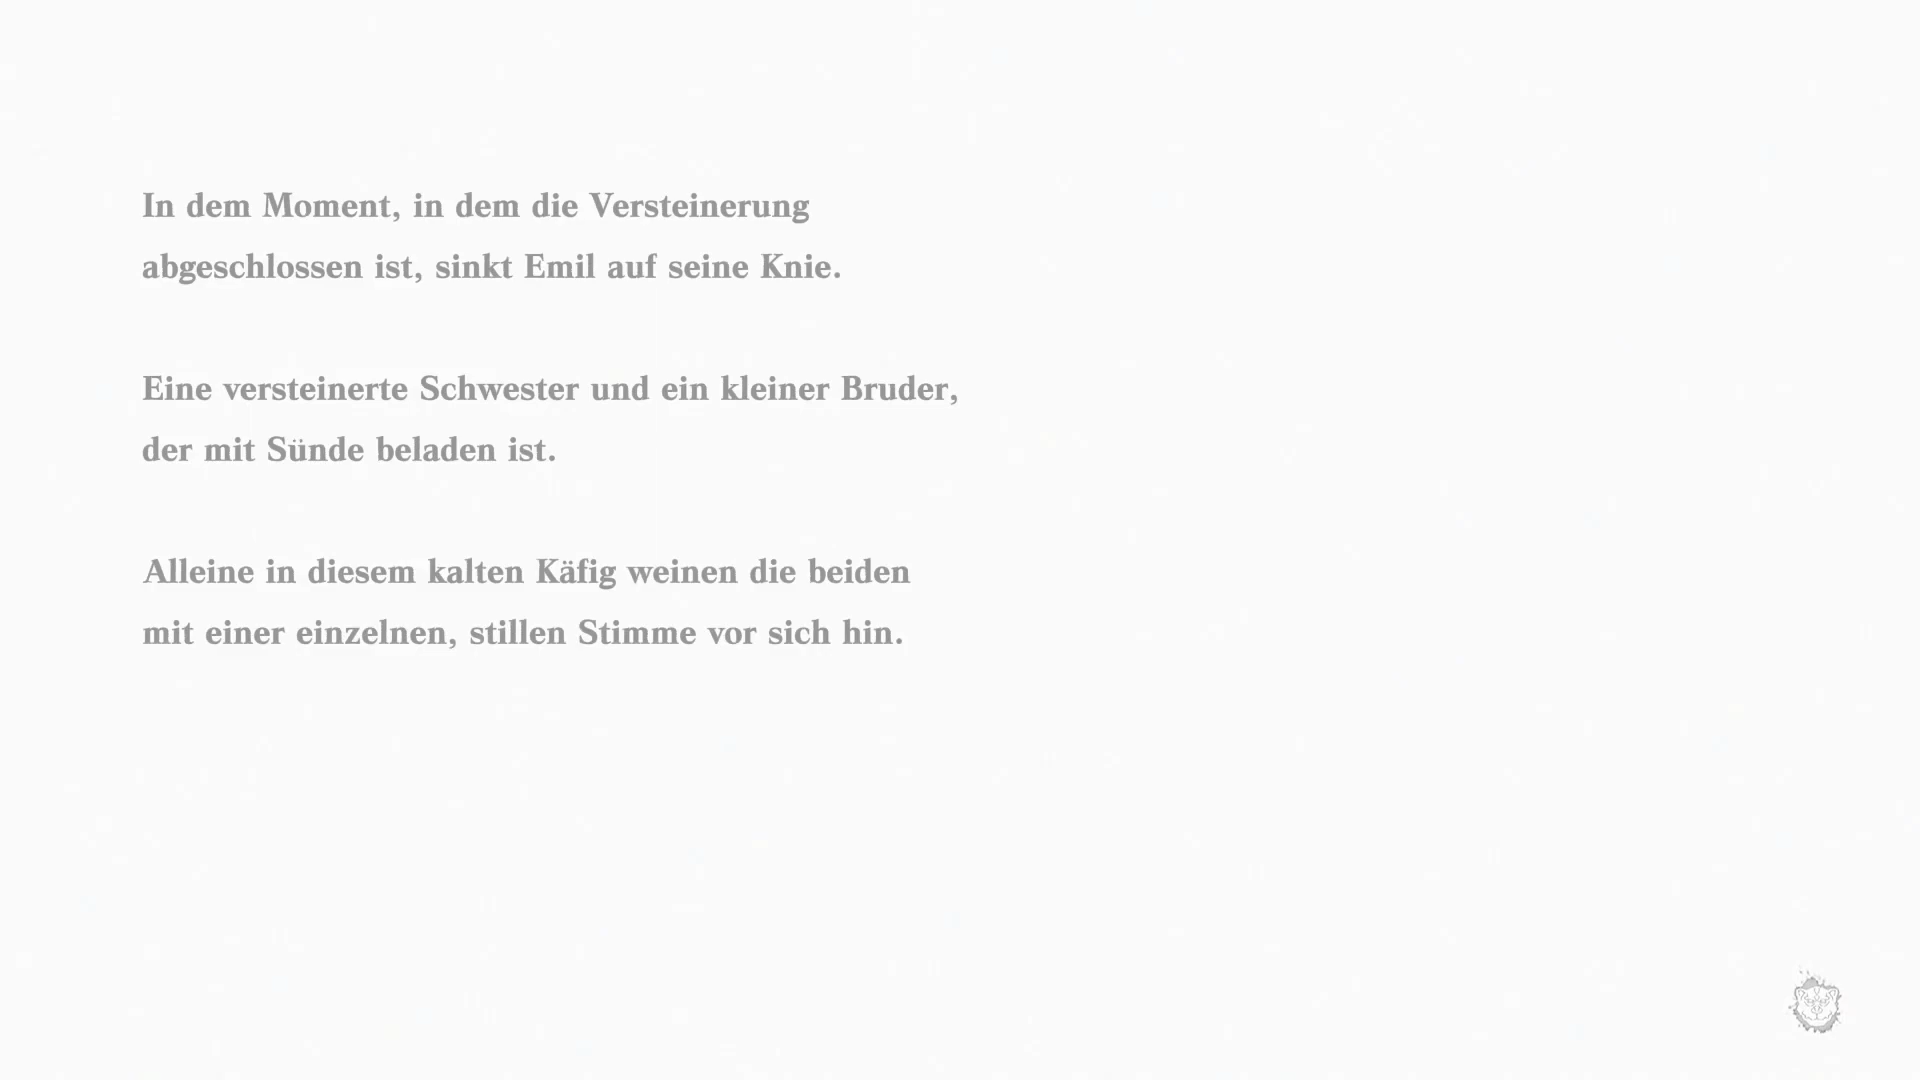 In dem Moment, in dem die Versteinerung
abgeschlossen ist, sinkt Emil auf seine Knie.
Eine versteinerte Schwester und ein kleiner Bruder,
der mit Sünde beladen ist.
Alleine in diesem kalten Käfig weinen die beiden
mit einer einzelnen, stillen Stimme vor sich hin.